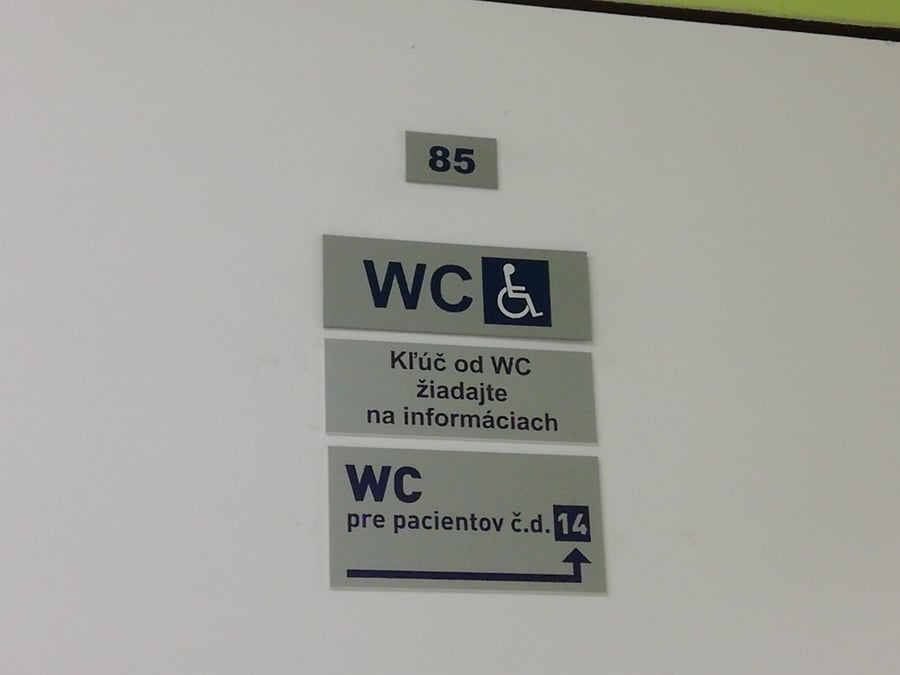 85
WC
Kľúč od WC
žiadajte
na informáciach
WC
pre pacientov č.d. 14